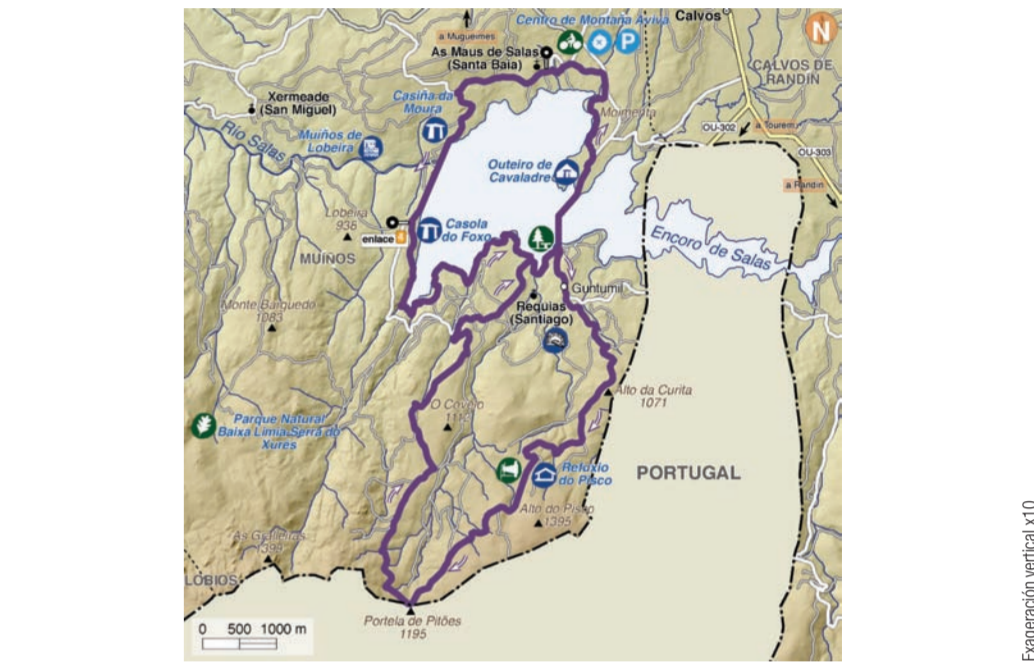 Centro de Montaña Aviva
Calvos
N
a Mugueimes
P
As Maus de Salas
(Santa Baia)
CALVOS DE
RANDÍN
Xermeade
(San Miguel)
Casiña da
Moura
Moimenta
OU-302
a Tourem
Río Salas
Muíños de
Lobeira
OU-303
Outeiro de
Cavaladre
a Randín
Lobeira
938
enlace 4
Casola
do Foxo
MUÍÑOS
Encoro de Salas
Guntumil
Requiás
(Santiago)
Monte Barquedo
1083
Alto da Curita
1071
O Covelo
Parque Natural
Baixa Limia-Serra do
Xurés
PORTUGAL
Reloxio
do Pisco
Alto do Pisco
1395
As Gralleiras
LOBIOS
Portela de Pitões
1195
0 500 1000 m
Exageración vertical x10